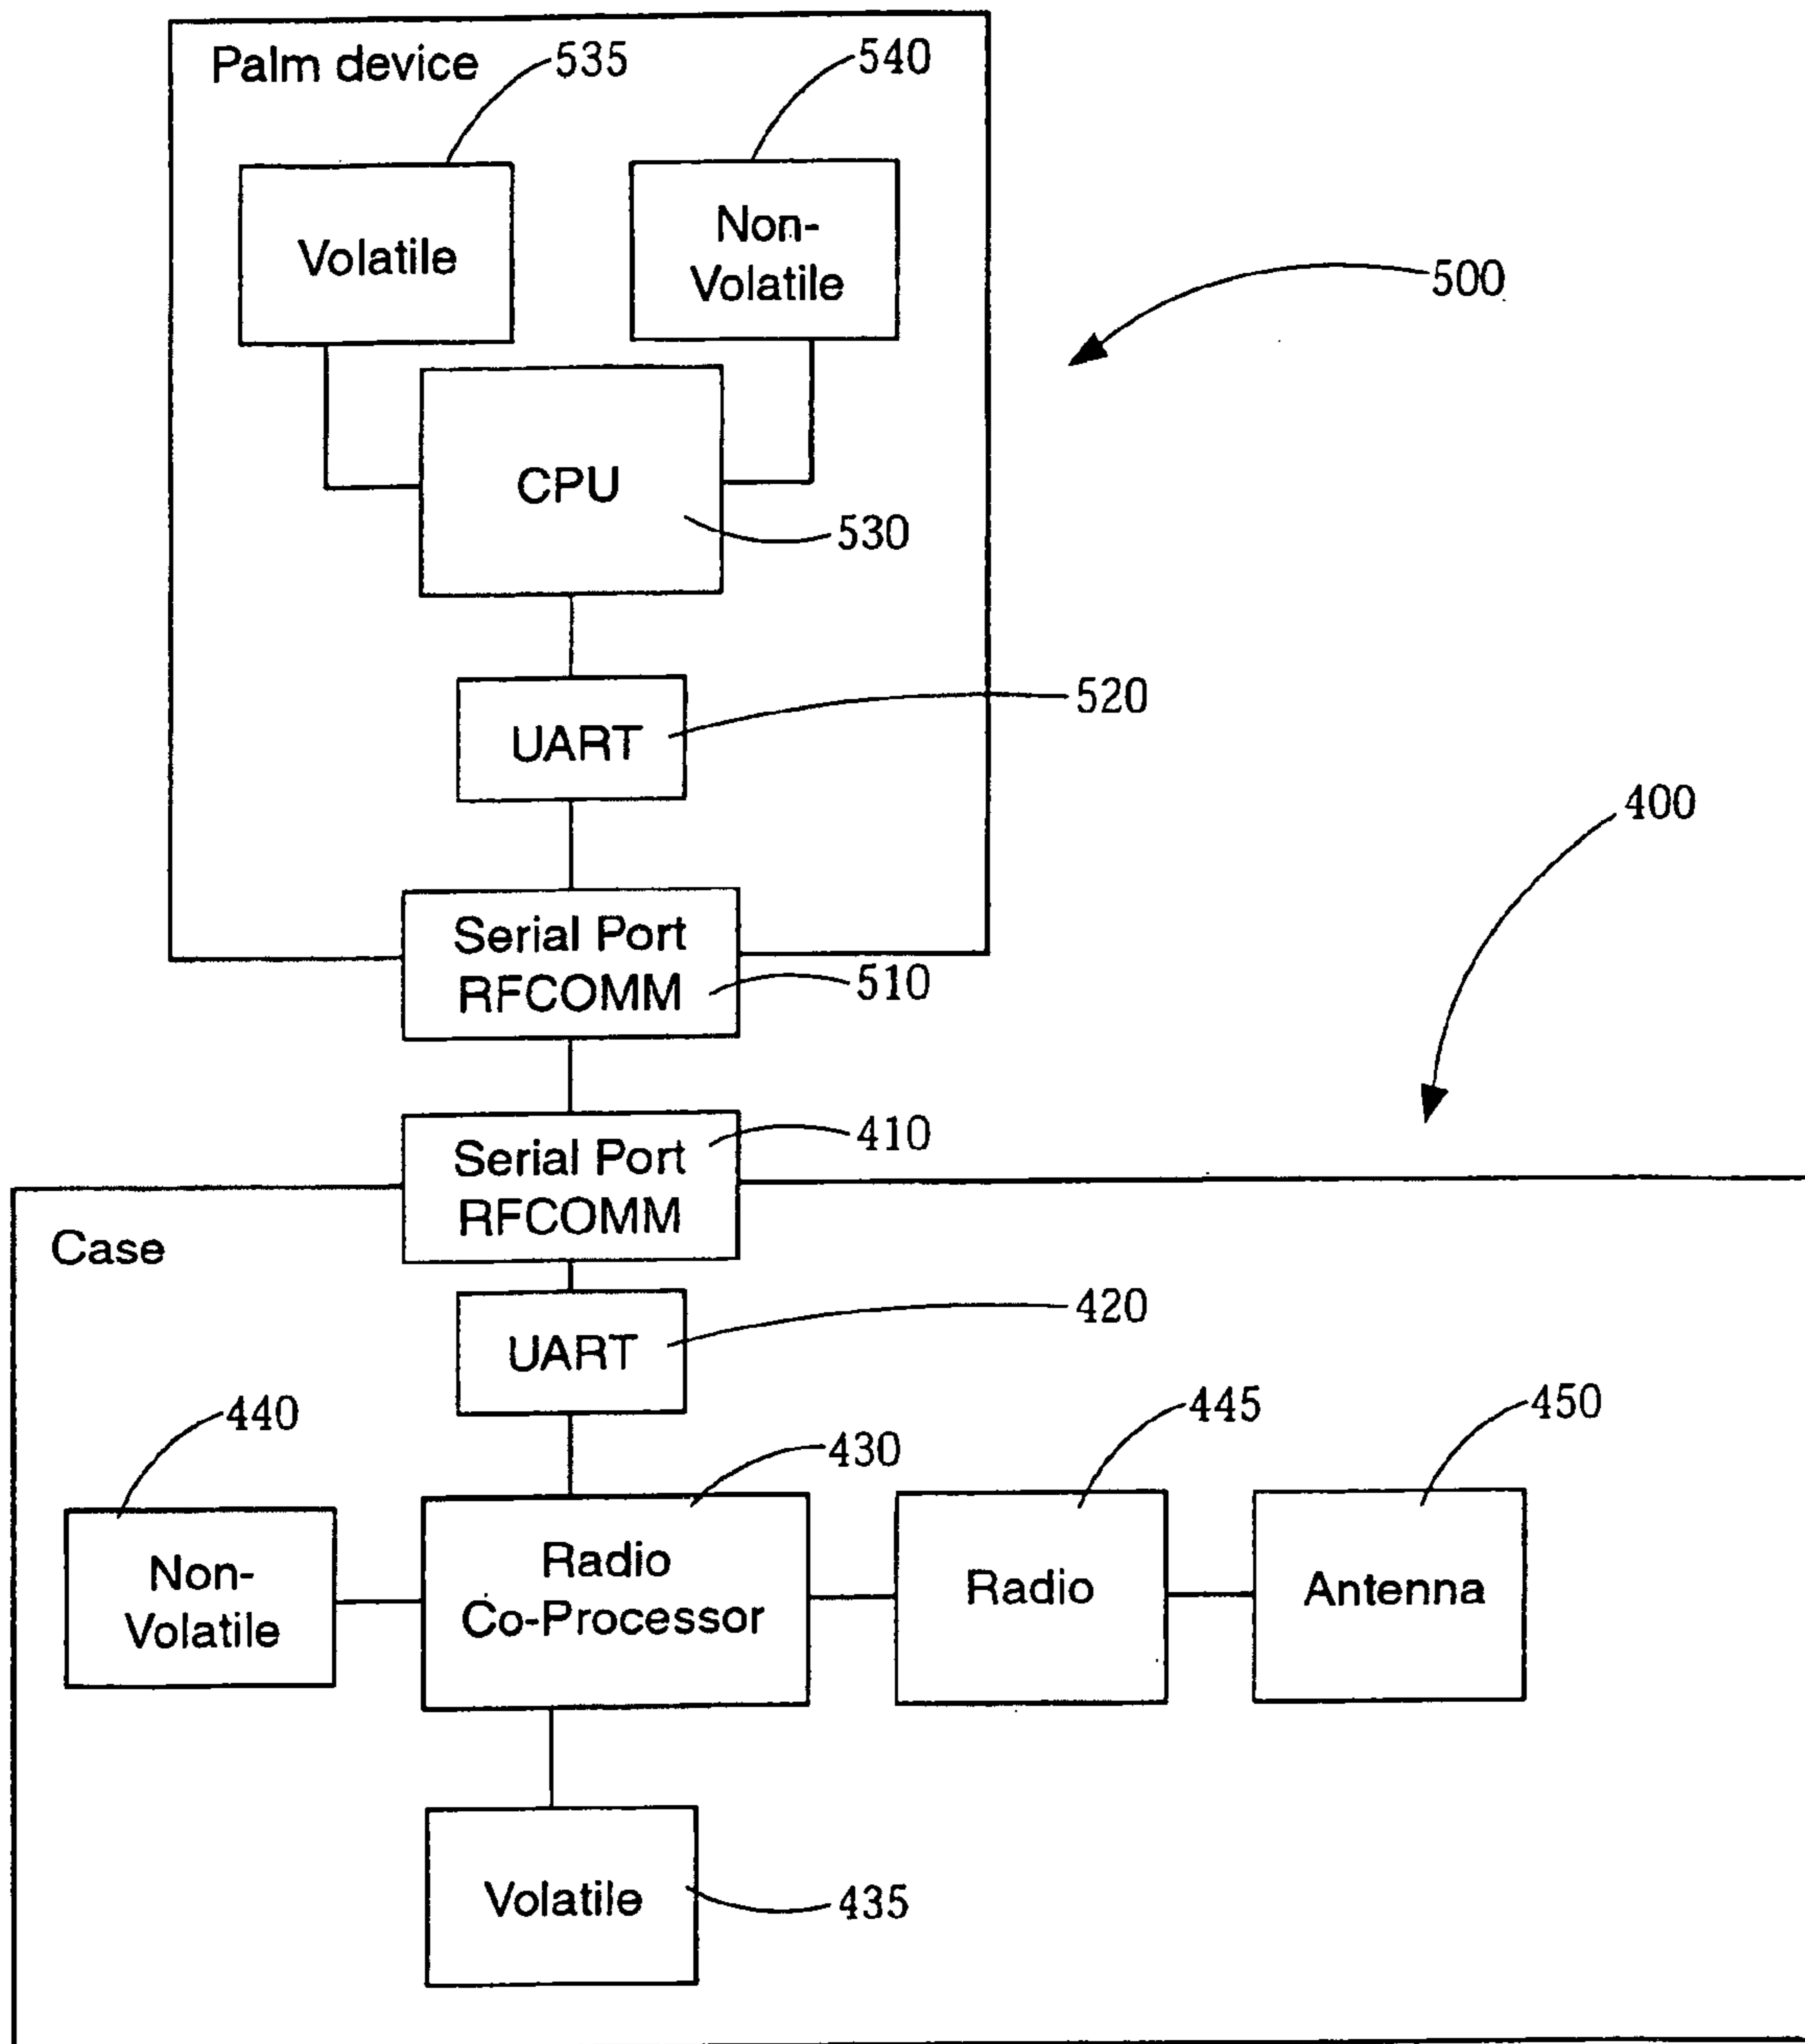 Palm device
535
540
Volatile
Non-
Volatile
500
CPU
530
520
UART
400
Serial Port
RFCOMM
510
Serial Port
RFCOMM
410
Case
UART
420
440
430
445
450
Non-
Volatile
Radio
Co-Processor
Radio
Antenna
Volatile
435